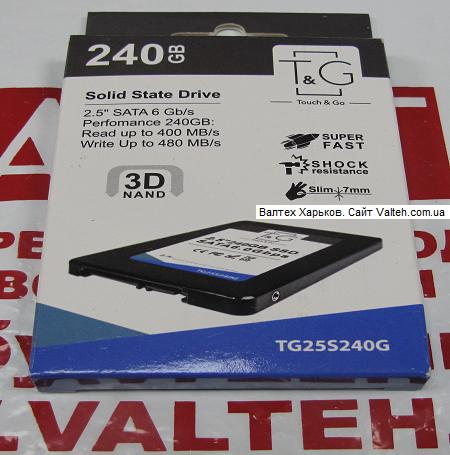 240GB
T&G
Touch & Go
Solid State Drive
2.5" SATA 6 Gb/s
Perfomance 240GB:
Read up to 400 MB/s
Write Up to 480 MB/s
SUPER
FAST
SHOCK
resistance
Slim 7mm
3D
NAND
Валтех Харьков. Сайт Valteh.com.ua
T&G
TG25S240G
TG25S240G
.VALTEH.